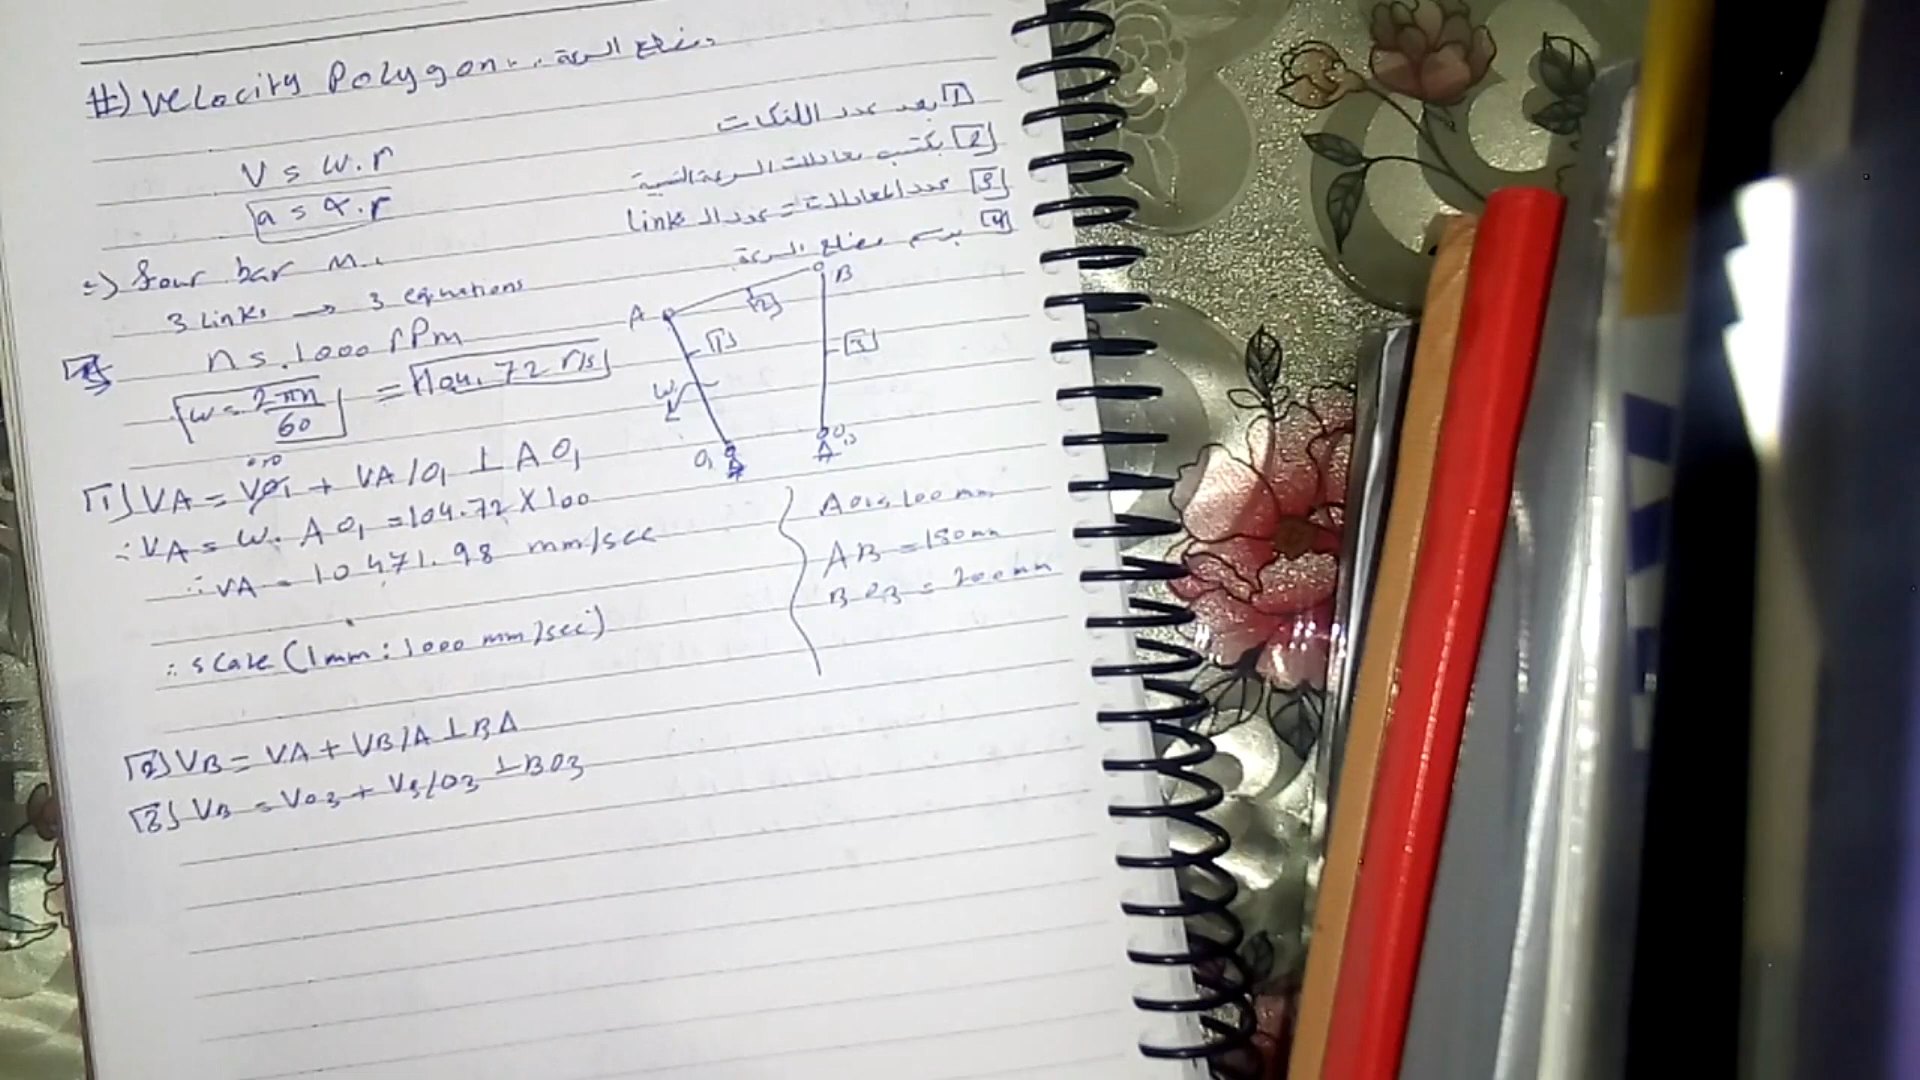 #) Velocity Polygon .. مضلع السرعة
V = w.r
a = α.r
1 بعد عدد اللنكات
2 بكتب معادلات السرعة النسبية
3 عدد المعادلات = عدد الـ Link
4 برسم مضلع السرعة
=) four bar m.
3 Links → 3 equations
n = 1000 rpm
w = 2πn/60 = 104.72 r/s
A B
[1] [2] [3]
w
O1 O3
[1] VA = VO1 + VA/O1 ⊥ AO1
∴ VA = w. AO1 = 104.72 X 100
∴ VA = 10471.98 mm/sec
AO1 = 100 mm
AB = 180 mm
BO3 = 200 mm
∴ scale (1mm : 1000 mm/sec)
[2] VB = VA + VB/A ⊥ BA
[3] VB = VO3 + VB/O3 ⊥ BO3